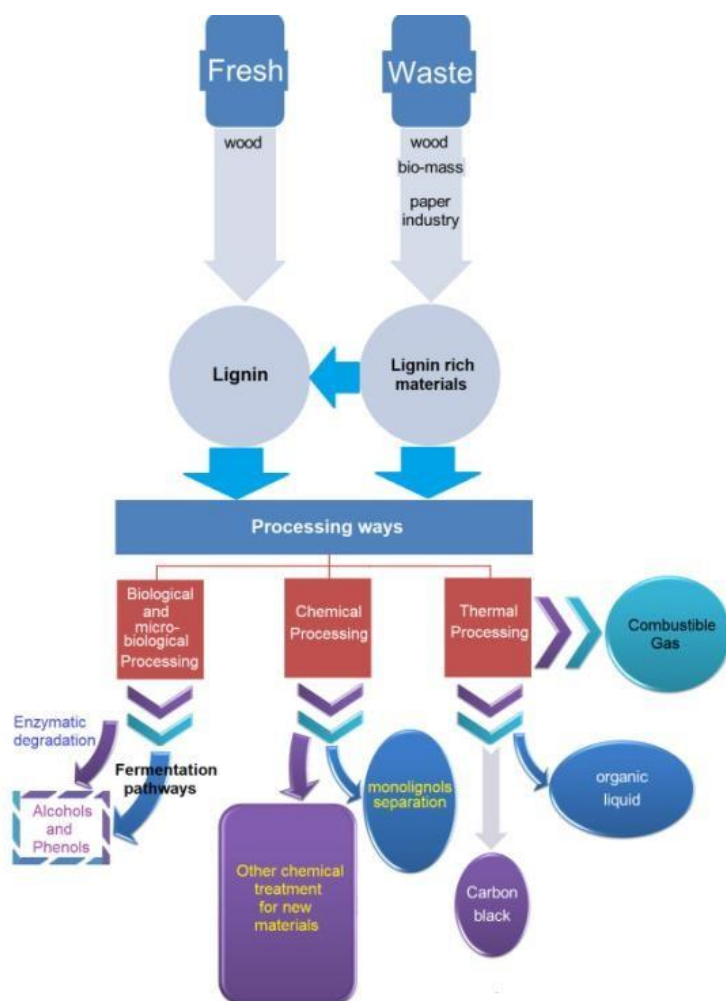 Fresh
Waste
wood
wood
bio-mass
paper
industry
Lignin
Lignin rich
materials
Processing ways
Biological
and
micro-
biological
Processing
Chemical
Processing
Thermal
Processing
Combustible
Gas
Enzymatic
degradation
Fermentation
pathways
Alcohols
and
Phenols
monolignols
separation
organic
liquid
Other chemical
treatment
for new
materials
Carbon
black